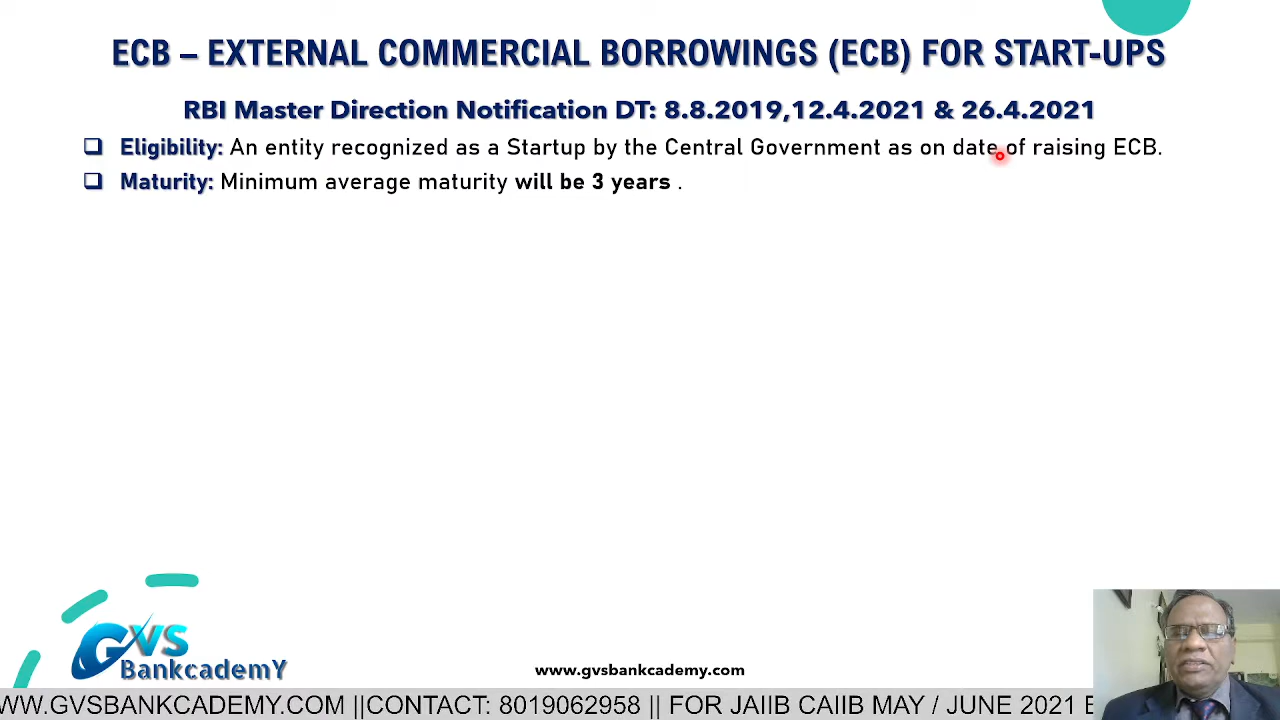 ECB – EXTERNAL COMMERCIAL BORROWINGS (ECB) FOR START-UPS
RBI Master Direction Notification DT: 8.8.2019,12.4.2021 & 26.4.2021
Eligibility: An entity recognized as a Startup by the Central Government as on date of raising ECB.
Maturity: Minimum average maturity will be 3 years .
GVS
BankcademY
www.gvsbankcademy.com
WW.GVSBANKCADEMY.COM ||CONTACT: 8019062958 || FOR JAIIB CAIIB MAY / JUNE 2021 E